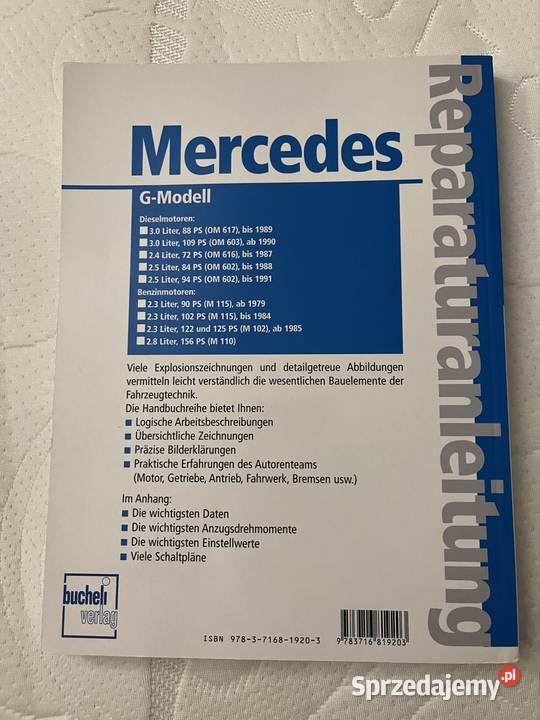 Reparaturanleitung
Mercedes
G-Modell
Dieselmotoren:
3.0 Liter, 88 PS (OM 617), bis 1989
3.0 Liter, 109 PS (OM 603), ab 1990
2.4 Liter, 72 PS (OM 616), bis 1987
2.5 Liter, 84 PS (OM 602), bis 1988
2.5 Liter, 94 PS (OM 602), bis 1991
Benzinmotoren:
2.3 Liter, 90 PS (M 115), ab 1979
2.3 Liter, 102 PS (M 115), bis 1984
2.3 Liter, 122 und 125 PS (M 102), ab 1985
2.8 Liter, 156 PS (M 110)
Viele Explosionszeichnungen und detailgetreue Abbildungen
vermitteln leicht verständlich die wesentlichen Bauelemente der
Fahrzeugtechnik.
Die Handbuchreihe bietet Ihnen:
Logische Arbeitsbeschreibungen
Übersichtliche Zeichnungen
Präzise Bilderklärungen
Praktische Erfahrungen des Autorenteams
(Motor, Getriebe, Antrieb, Fahrwerk, Bremsen usw.)
Im Anhang:
Die wichtigsten Daten
Die wichtigsten Anzugsdrehmomente
Die wichtigsten Einstellwerte
Viele Schaltpläne
bucheli
verlag
ISBN 978-3-7168-1920-3
9 783716 819203
Sprzedajemy.pl